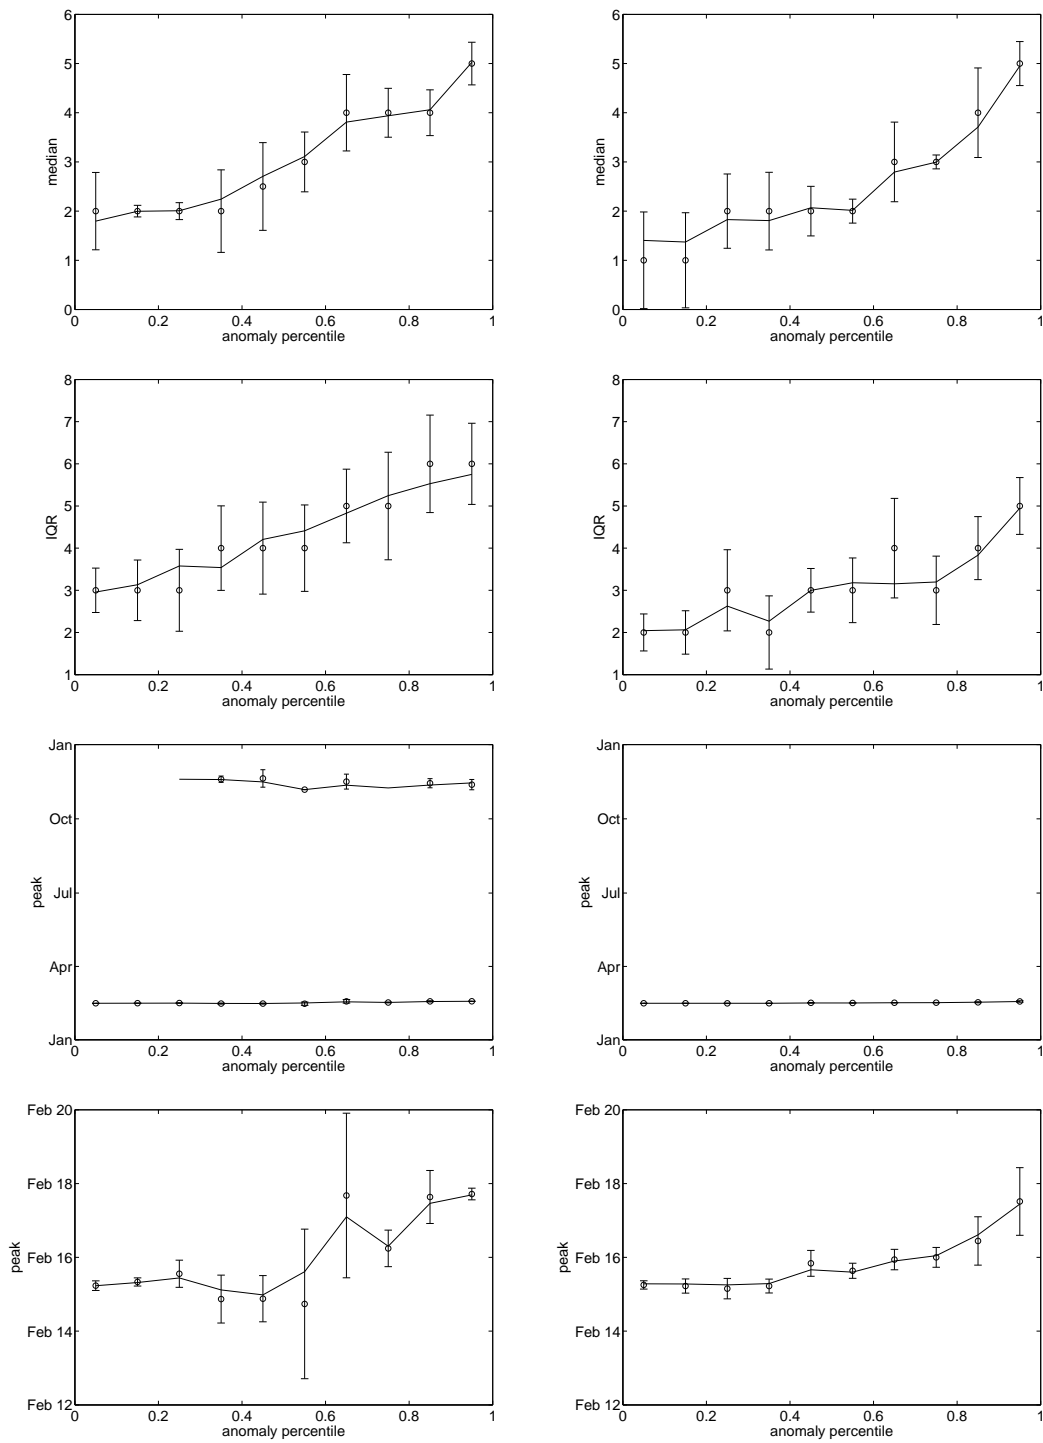 6 6
5 5
4 4
median 3 median 3
2 2
1 1
0 0
0 0.2 0.4 0.6 0.8 1 0 0.2 0.4 0.6 0.8 1
anomaly percentile anomaly percentile
8 8
7 7
6 6
5 5
IQR IQR
4 4
3 3
2 2
1 1
0 0.2 0.4 0.6 0.8 1 0 0.2 0.4 0.6 0.8 1
anomaly percentile anomaly percentile
Jan Jan
Oct Oct
peak Jul peak Jul
Apr Apr
Jan Jan
0 0.2 0.4 0.6 0.8 1 0 0.2 0.4 0.6 0.8 1
anomaly percentile anomaly percentile
Feb 20 Feb 20
Feb 18 Feb 18
peak Feb 16 peak Feb 16
Feb 14 Feb 14
Feb 12 Feb 12
0 0.2 0.4 0.6 0.8 1 0 0.2 0.4 0.6 0.8 1
anomaly percentile anomaly percentile